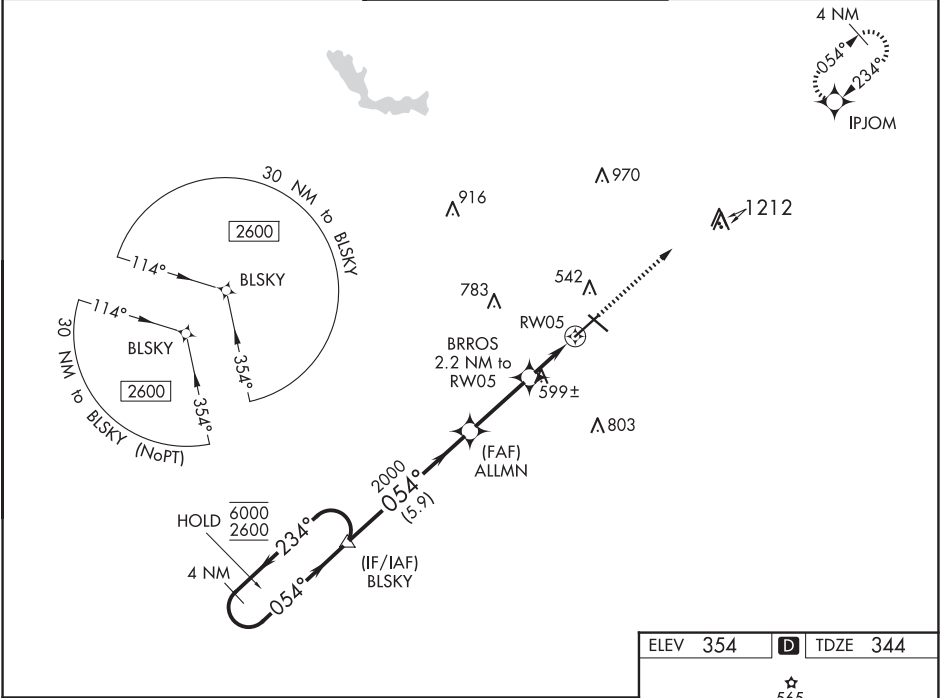 4 NM
054°
234°
IPJOM
970
916
1212
30 NM to BLSKY
2600
114°
BLSKY
354°
783
542
114°
BLSKY
2600
354°
30 NM to BLSKY (NoPT)
RW05
BRROS
2.2 NM to
RW05
599±
803
(FAF)
ALLMN
2000
054°
(5.9)
HOLD
6000
2600
234°
4 NM
054°
(IF/IAF)
BLSKY
ELEV 354 D TDZE 344
565